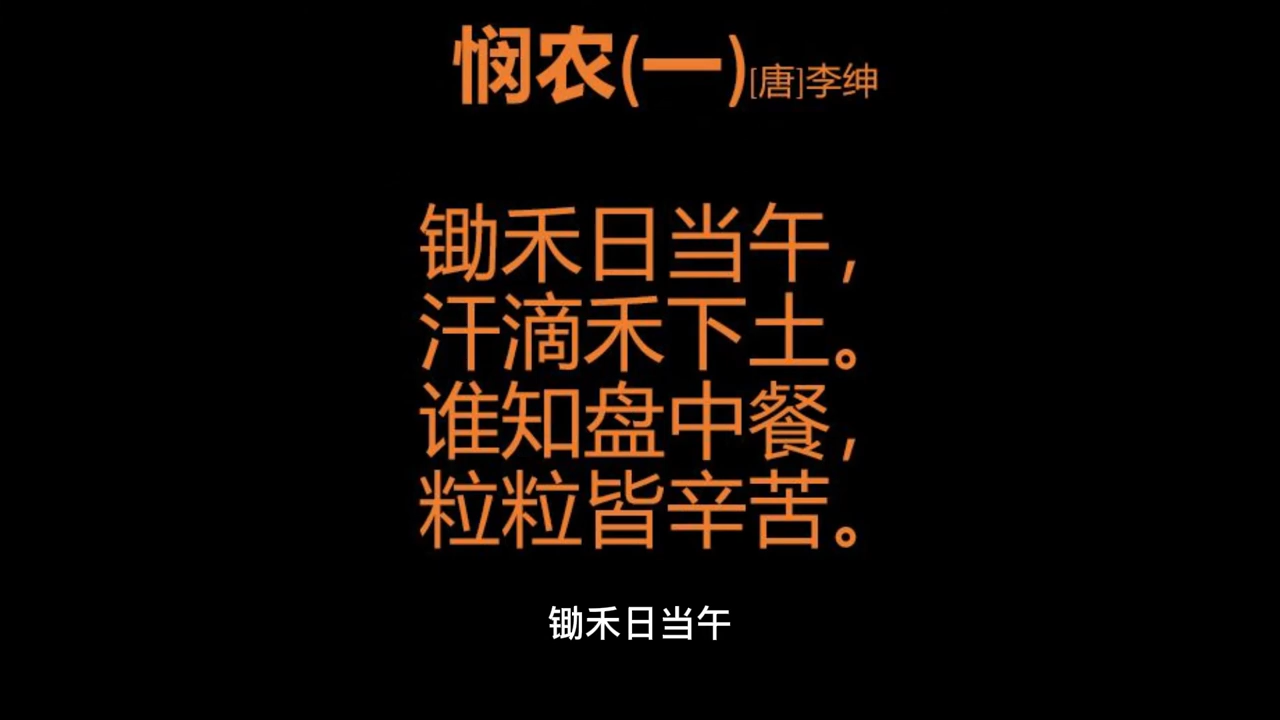 悯农(一)[唐]李绅
锄禾日当午，
汗滴禾下土。
谁知盘中餐，
粒粒皆辛苦。
锄禾日当午